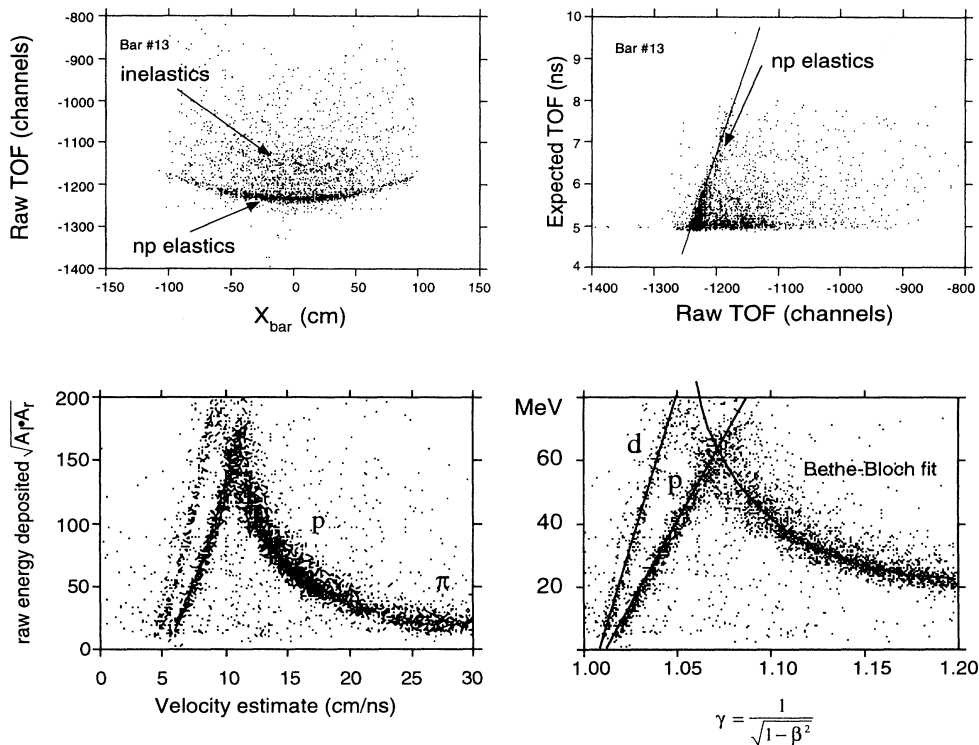 -800
-900
-1000
-1100
-1200
-1300
-1400
Raw TOF (channels)
Bar #13
inelastics
np elastics
-150 -100 -50 0 50 100 150
X_bar (cm)
10
9
8
7
6
5
4
Expected TOF (ns)
Bar #13
np elastics
-1400 -1300 -1200 -1100 -1000 -900 -800
Raw TOF (channels)
200
150
100
50
0
raw energy deposited √A_l•A_r
p
π
0 5 10 15 20 25 30
Velocity estimate (cm/ns)
MeV
60
40
20
d
p
Bethe-Bloch fit
1.00 1.05 1.10 1.15 1.20
γ = 1/√(1−β²)